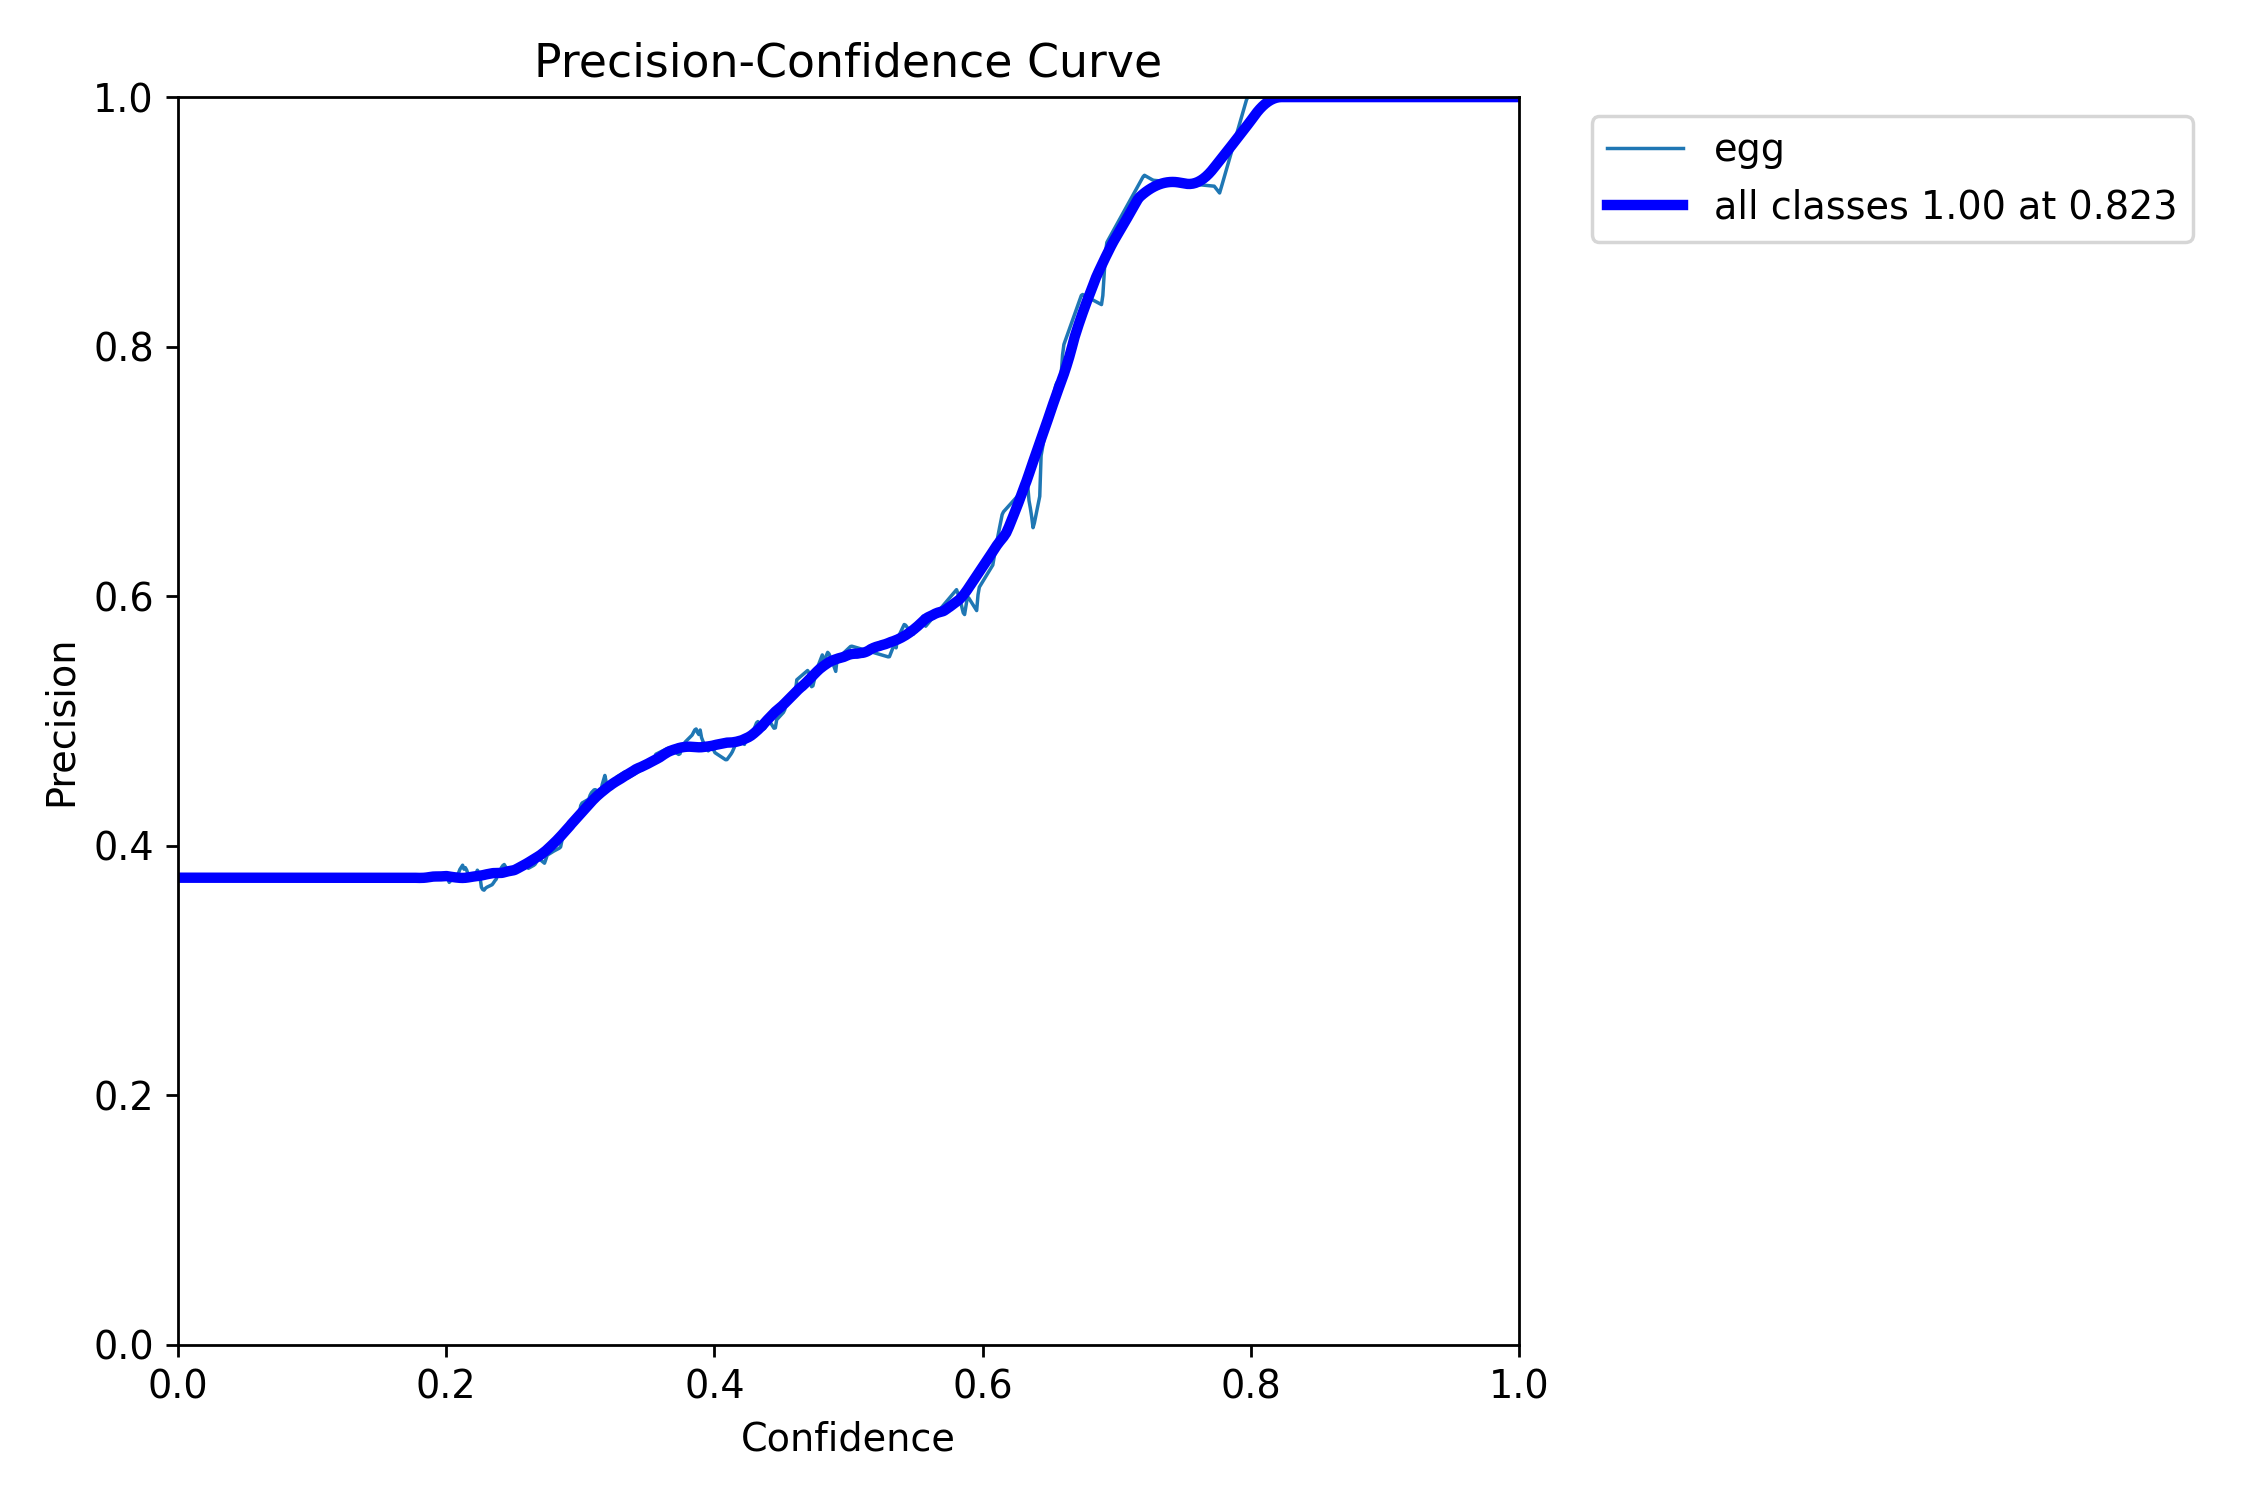 Precision-Confidence Curve
egg
all classes 1.00 at 0.823
Precision
1.0
0.8
0.6
0.4
0.2
0.0
0.0 0.2 0.4 0.6 0.8 1.0
Confidence